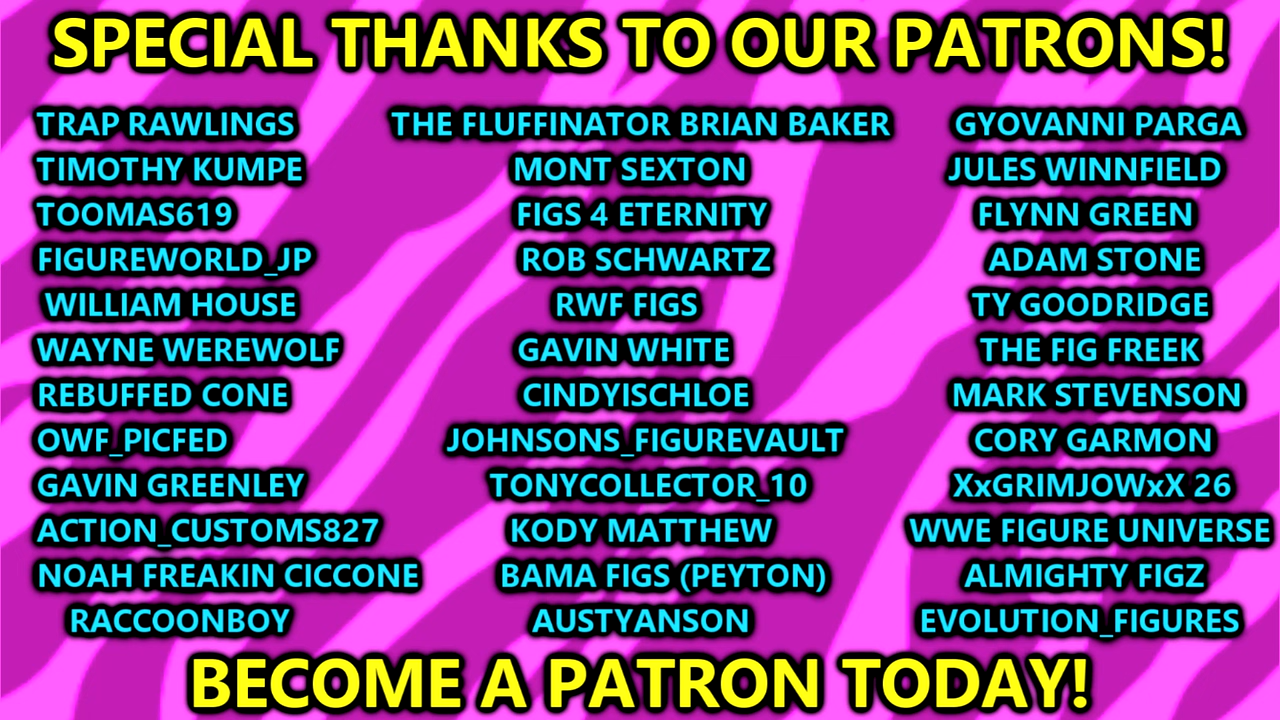 SPECIAL THANKS TO OUR PATRONS!
TRAP RAWLINGS
TIMOTHY KUMPE
TOOMAS619
FIGUREWORLD_JP
WILLIAM HOUSE
WAYNE WEREWOLF
REBUFFED CONE
OWF_PICFED
GAVIN GREENLEY
ACTION_CUSTOMS827
NOAH FREAKIN CICCONE
RACCOONBOY
THE FLUFFINATOR BRIAN BAKER
MONT SEXTON
FIGS 4 ETERNITY
ROB SCHWARTZ
RWF FIGS
GAVIN WHITE
CINDYISCHLOE
JOHNSONS_FIGUREVAULT
TONYCOLLECTOR_10
KODY MATTHEW
BAMA FIGS (PEYTON)
AUSTYANSON
GYOVANNI PARGA
JULES WINNFIELD
FLYNN GREEN
ADAM STONE
TY GOODRIDGE
THE FIG FREEK
MARK STEVENSON
CORY GARMON
XxGRIMJOWxX 26
WWE FIGURE UNIVERSE
ALMIGHTY FIGZ
EVOLUTION_FIGURES
BECOME A PATRON TODAY!